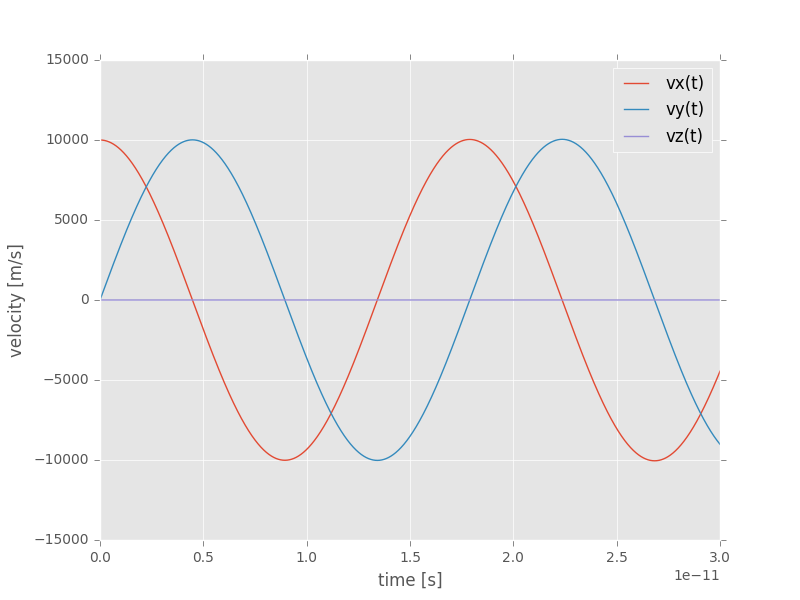 15000
10000
5000
0
−5000
−10000
−15000
velocity [m/s]
vx(t)
vy(t)
vz(t)
0.0 0.5 1.0 1.5 2.0 2.5 3.0
1e−11
time [s]